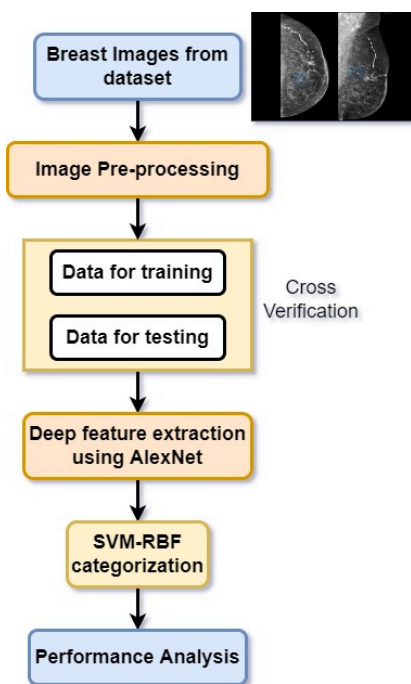 Breast Images from
dataset
Image Pre-processing
Data for training
Data for testing
Cross
Verification
Deep feature extraction
using AlexNet
SVM-RBF
categorization
Performance Analysis